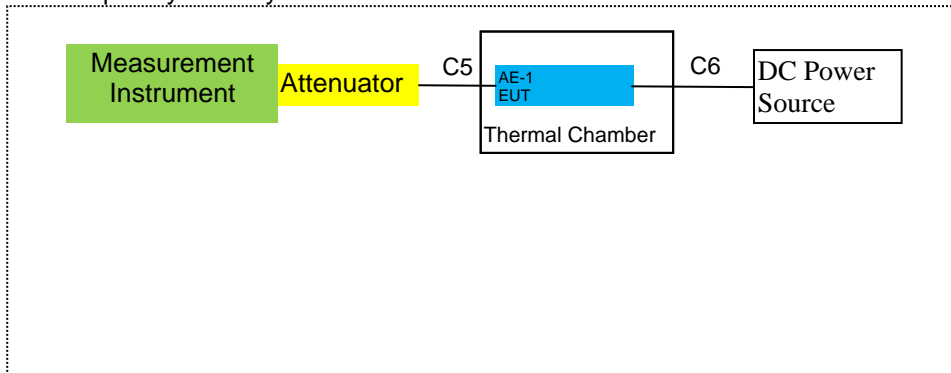 Measurement
Instrument
Attenuator
C5
AE-1
EUT
Thermal Chamber
C6
DC Power
Source